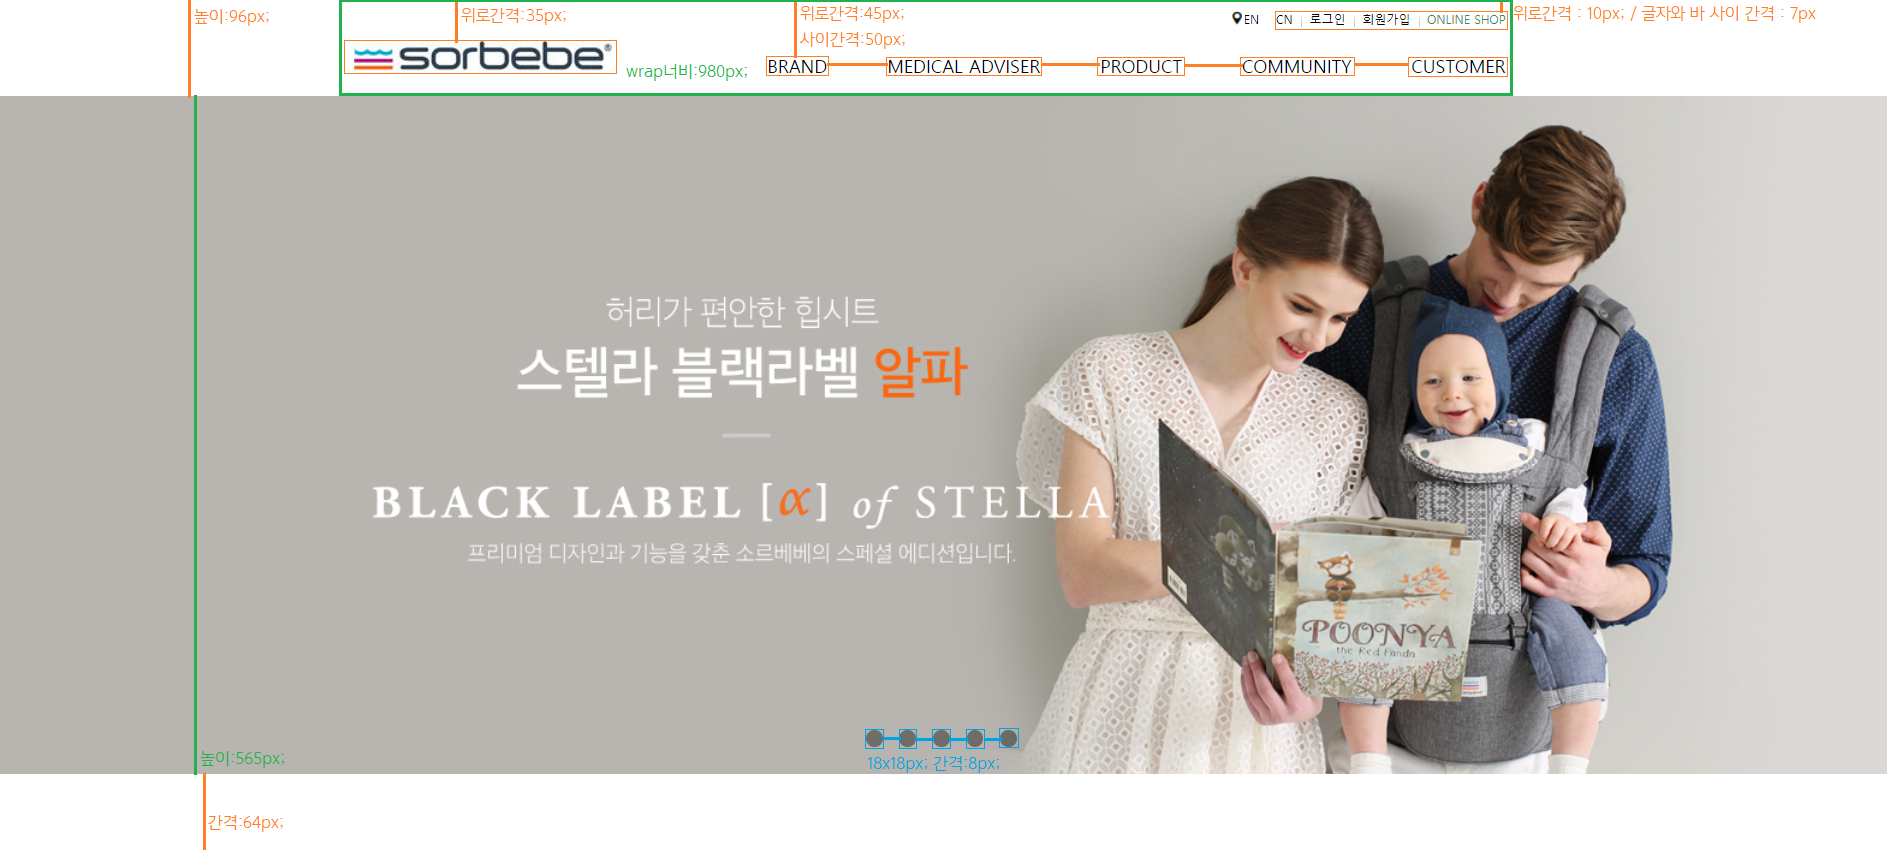 높이:96px;
위로간격:35px;
위로간격:45px;
사이간격:50px;
EN CN 로그인 회원가입 ONLINE SHOP
위로간격 : 10px; / 글자와 바 사이 간격 : 7px
sorbebe®
wrap너비:980px;
BRAND MEDICAL ADVISER PRODUCT COMMUNITY CUSTOMER
허리가 편안한 힙시트
스텔라 블랙라벨 알파
BLACK LABEL [α] of STELLA
프리미엄 디자인과 기능을 갖춘 소르베베의 스페셜 에디션입니다.
POONYA
the Red Panda
높이:565px;
18x18px; 간격:8px;
간격:64px;